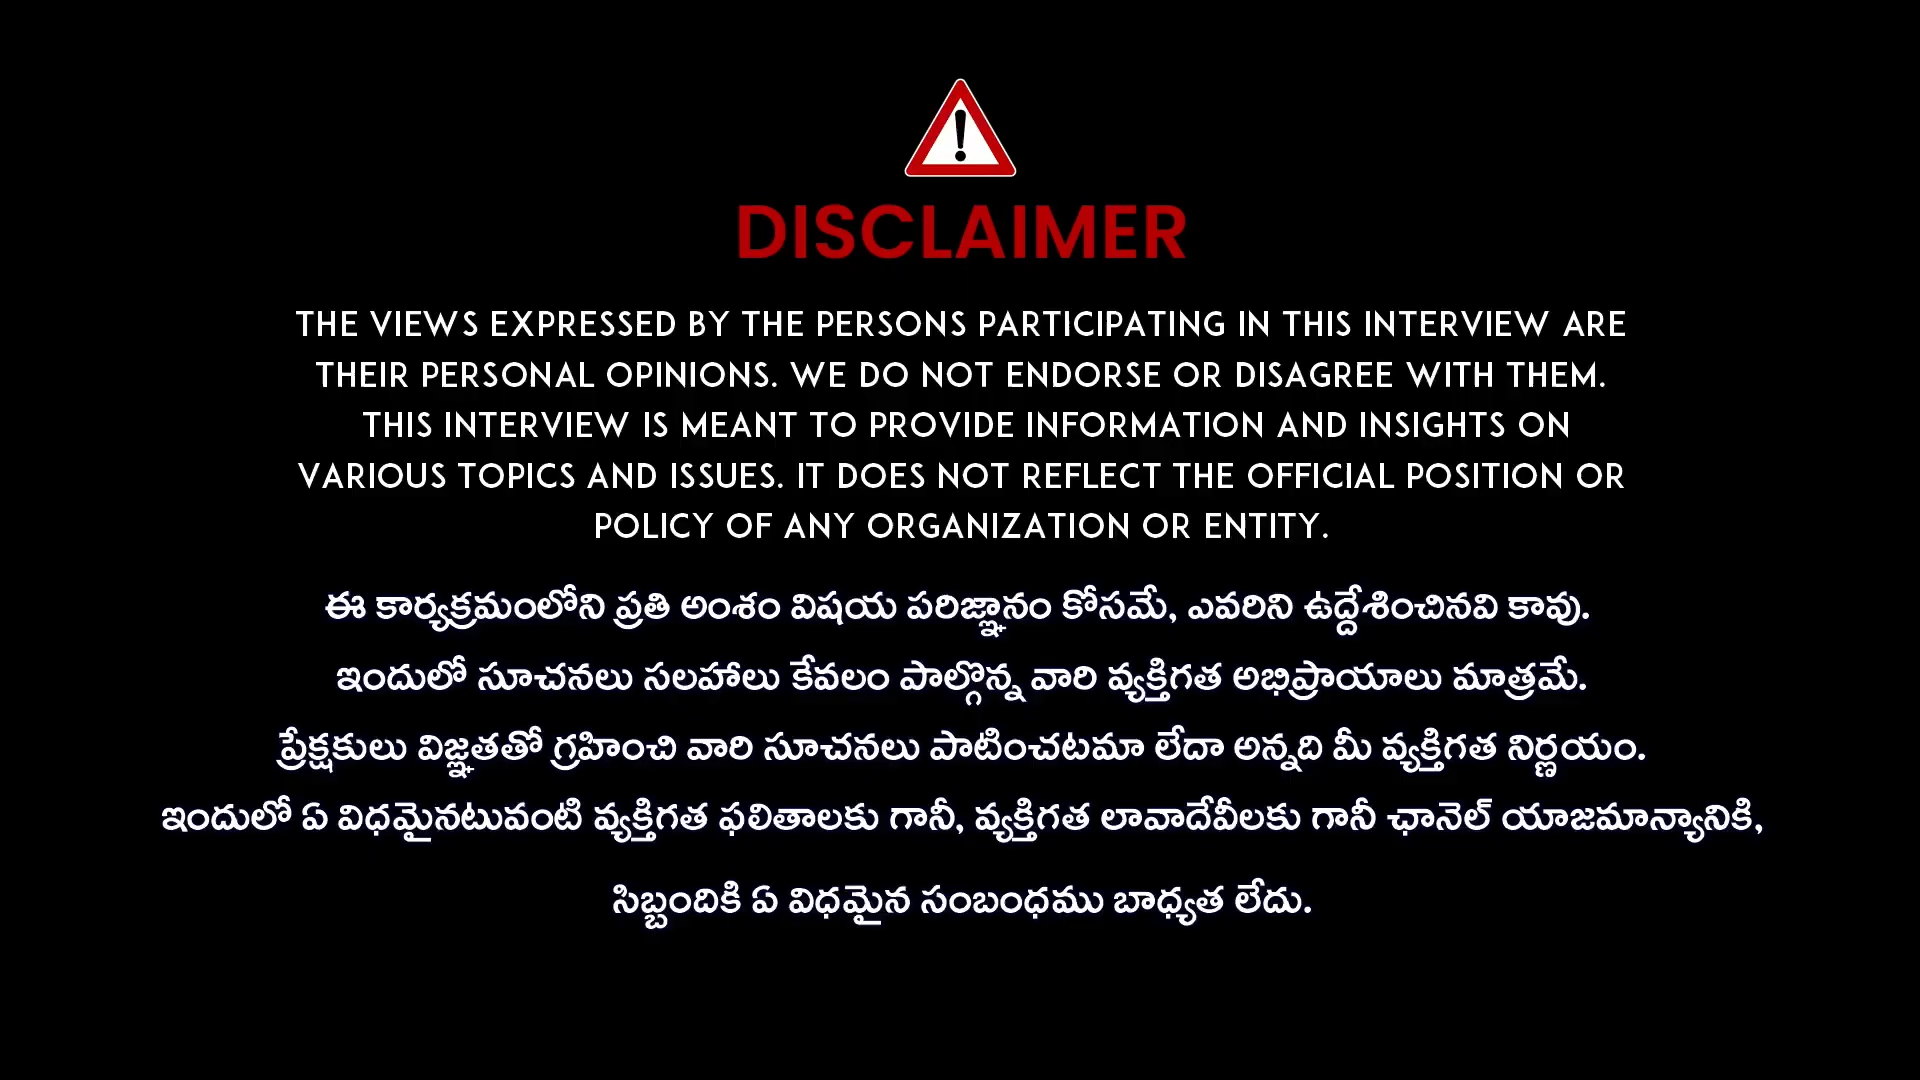 DISCLAIMER
THE VIEWS EXPRESSED BY THE PERSONS PARTICIPATING IN THIS INTERVIEW ARE
THEIR PERSONAL OPINIONS. WE DO NOT ENDORSE OR DISAGREE WITH THEM.
THIS INTERVIEW IS MEANT TO PROVIDE INFORMATION AND INSIGHTS ON
VARIOUS TOPICS AND ISSUES. IT DOES NOT REFLECT THE OFFICIAL POSITION OR
POLICY OF ANY ORGANIZATION OR ENTITY.
ఈ కార్యక్రమంలోని ప్రతి అంశం విషయ పరిజ్ఞానం కోసమే, ఎవరిని ఉద్దేశించినవి కావు.
ఇందులో సూచనలు సలహాలు కేవలం పాల్గొన్న వారి వ్యక్తిగత అభిప్రాయాలు మాత్రమే.
ప్రేక్షకులు విజ్ఞతతో గ్రహించి వారి సూచనలు పాటించటమా లేదా అన్నది మీ వ్యక్తిగత నిర్ణయం.
ఇందులో ఏ విధమైనటువంటి వ్యక్తిగత ఫలితాలకు గానీ, వ్యక్తిగత లావాదేవీలకు గానీ ఛానెల్ యాజమాన్యానికి,
సిబ్బందికి ఏ విధమైన సంబంధము బాధ్యత లేదు.